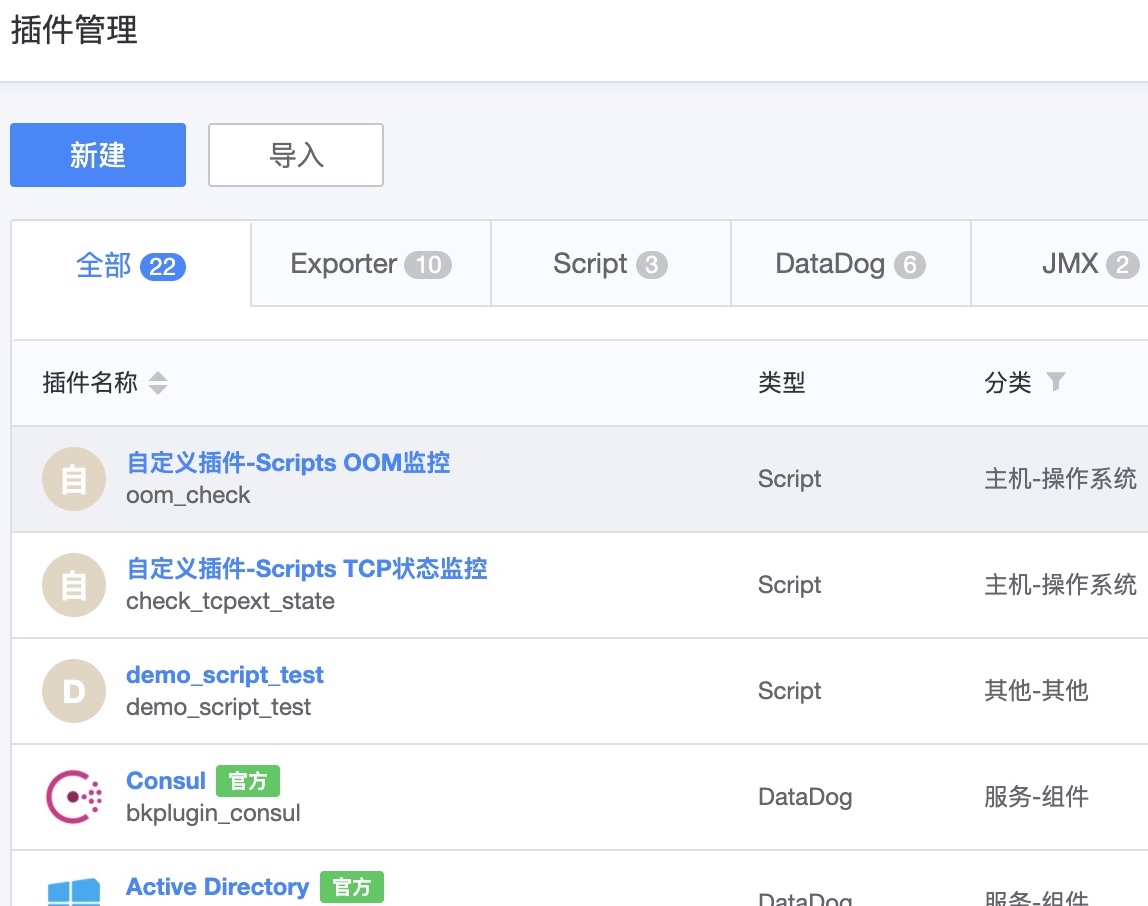 插件管理
新建 导入
全部 22 Exporter 10 Script 3 DataDog 6 JMX 2
插件名称 类型 分类
自 自定义插件-Scripts OOM监控
oom_check Script 主机-操作系统
自 自定义插件-Scripts TCP状态监控
check_tcpext_state Script 主机-操作系统
D demo_script_test
demo_script_test Script 其他-其他
Consul 官方
bkplugin_consul DataDog 服务-组件
Active Directory 官方
DataDog 服务-组件